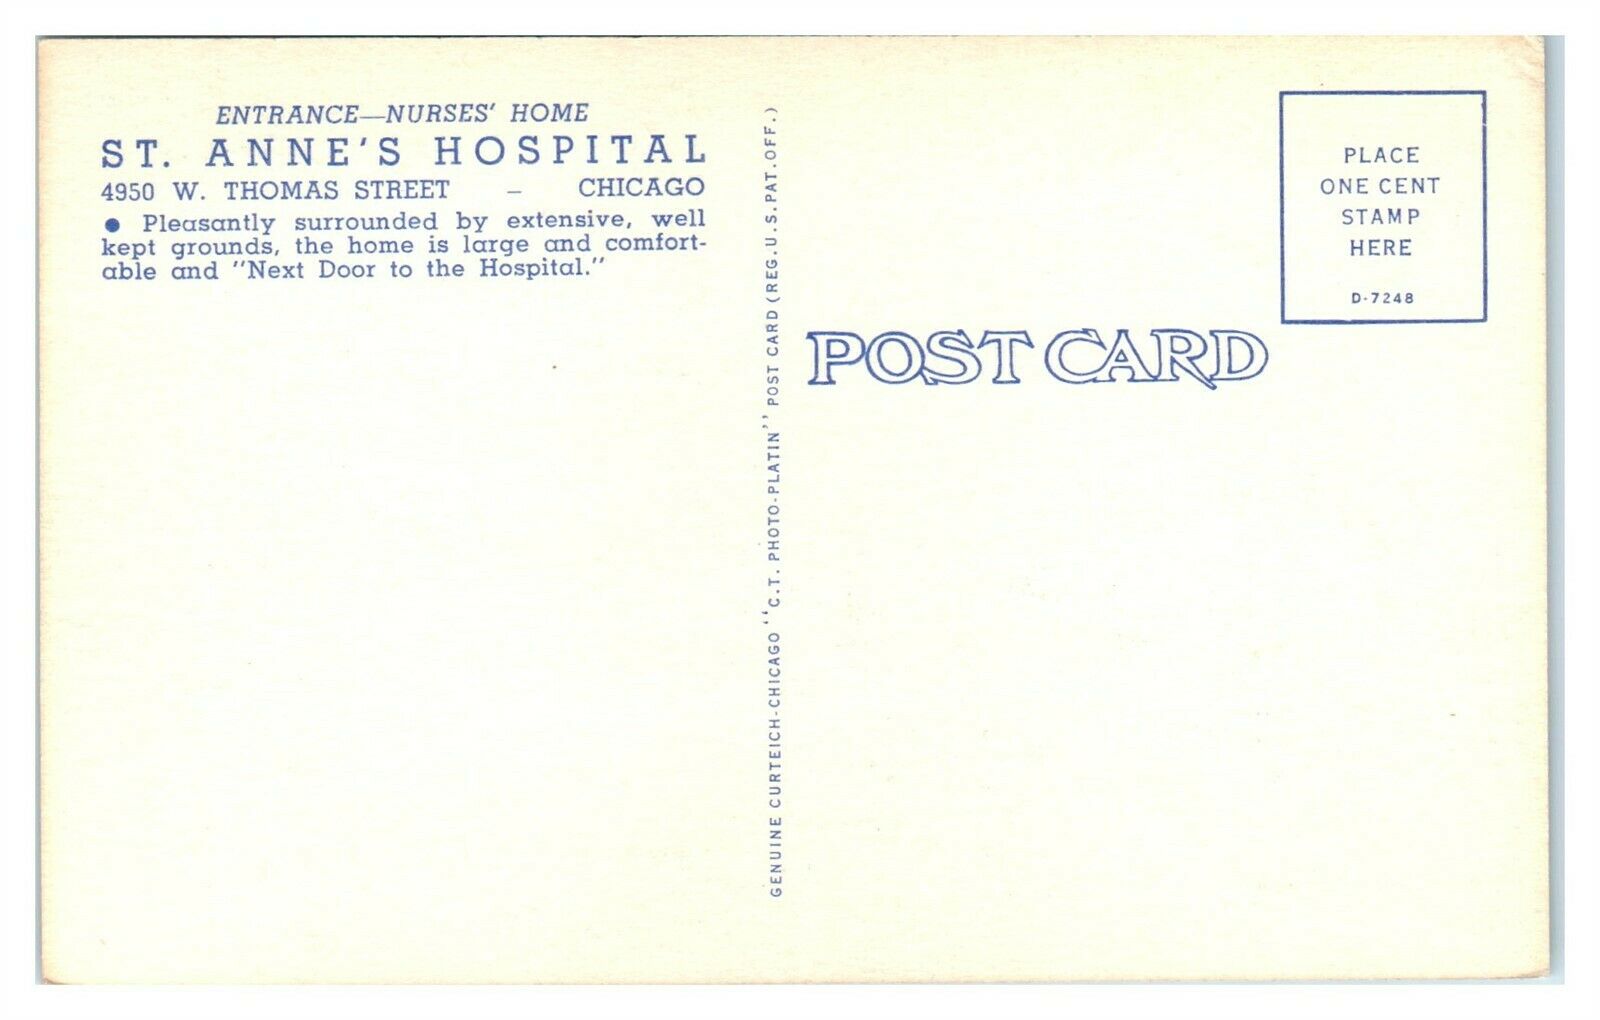 ENTRANCE—NURSES' HOME
ST. ANNE'S HOSPITAL
4950 W. THOMAS STREET – CHICAGO
● Pleasantly surrounded by extensive, well
kept grounds, the home is large and comfort-
able and "Next Door to the Hospital."
GENUINE CURTEICH-CHICAGO "C.T. PHOTO-PLATIN" POST CARD (REG. U.S. PAT. OFF.)
POST CARD
PLACE
ONE CENT
STAMP
HERE
D-7248